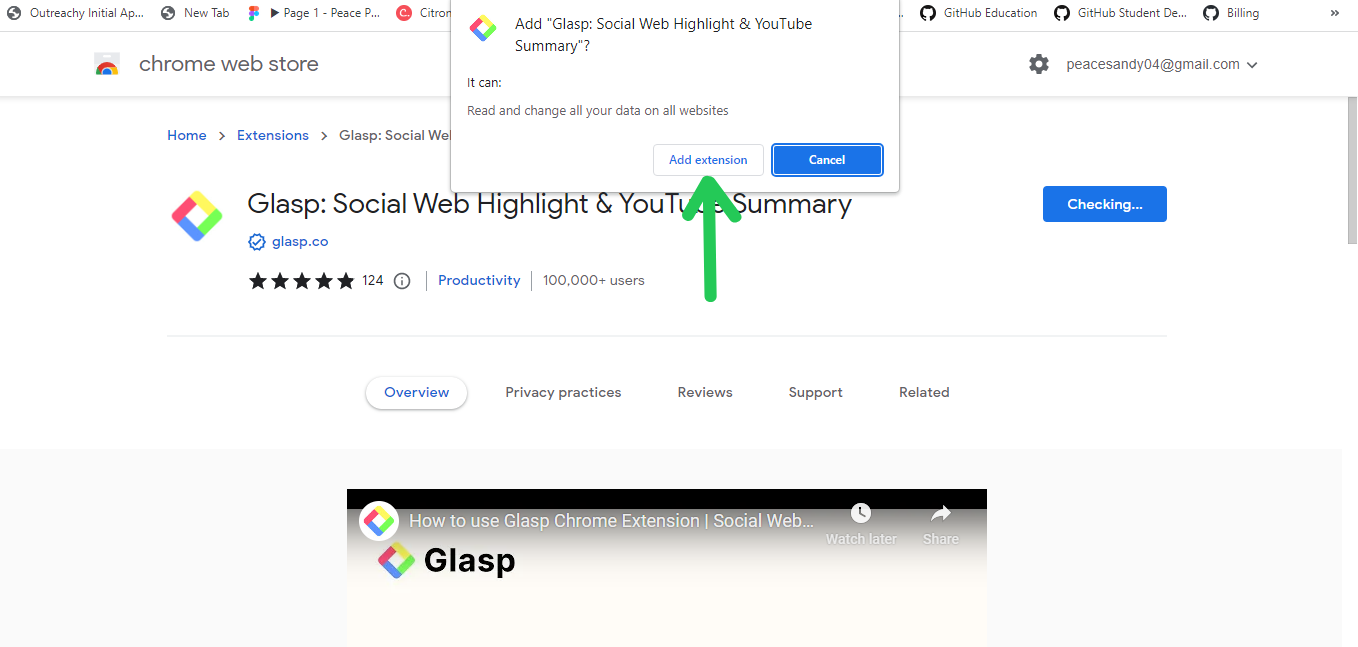 Outreachy Initial Ap...
New Tab
▶ Page 1 - Peace P...
Citron
GitHub Education
GitHub Student De...
Billing
»
Add "Glasp: Social Web Highlight & YouTube
Summary"?
It can:
Read and change all your data on all websites
Add extension
Cancel
chrome web store
peacesandy04@gmail.com
Home > Extensions > Glasp: Social We
Glasp: Social Web Highlight & YouTube Summary
Checking...
glasp.co
124
Productivity
100,000+ users
Overview
Privacy practices
Reviews
Support
Related
How to use Glasp Chrome Extension | Social Web...
Watch later
Share
Glasp